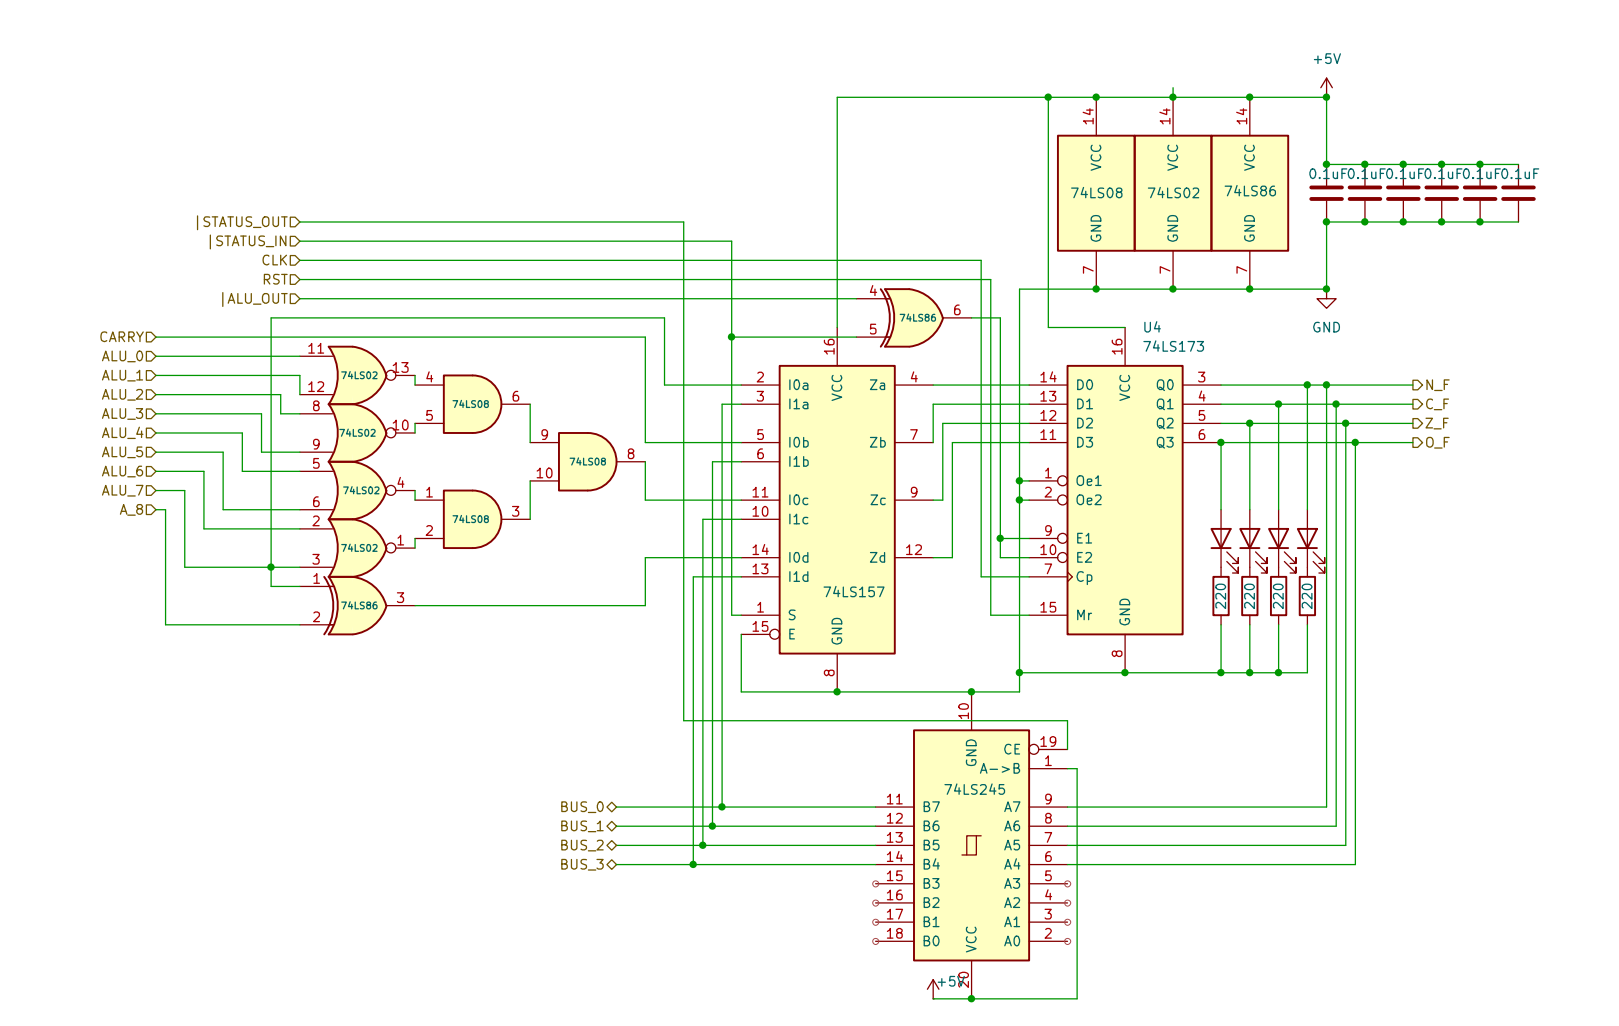 +5V
14
14
14
VCC
VCC
VCC
74LS08
74LS02
74LS86
GND
GND
GND
7
7
7
0.1uF
0.1uF
0.1uF
0.1uF
0.1uF
0.1uF
GND
|STATUS_OUT
|STATUS_IN
CLK
RST
|ALU_OUT
CARRY
ALU_0
ALU_1
ALU_2
ALU_3
ALU_4
ALU_5
ALU_6
ALU_7
A_8
11
12
74LS02
13
8
9
74LS02
10
5
6
74LS02
4
2
3
74LS02
1
1
2
74LS86
3
4
5
74LS08
6
1
2
74LS08
3
9
10
74LS08
8
4
5
74LS86
6
16
VCC
2 I0a
3 I1a
5 I0b
6 I1b
11 I0c
10 I1c
14 I0d
13 I1d
1 S
15 E
Za 4
Zb 7
Zc 9
Zd 12
74LS157
GND
8
U4
74LS173
16
VCC
14 D0
13 D1
12 D2
11 D3
1 Oe1
2 Oe2
9 E1
10 E2
7 Cp
15 Mr
Q0 3
Q1 4
Q2 5
Q3 6
GND
8
N_F
C_F
Z_F
O_F
220
220
220
220
10
GND
CE 19
A->B 1
74LS245
BUS_0
BUS_1
BUS_2
BUS_3
11 B7
12 B6
13 B5
14 B4
15 B3
16 B2
17 B1
18 B0
A7 9
A6 8
A5 7
A4 6
A3 5
A2 4
A1 3
A0 2
VCC
20
+5V